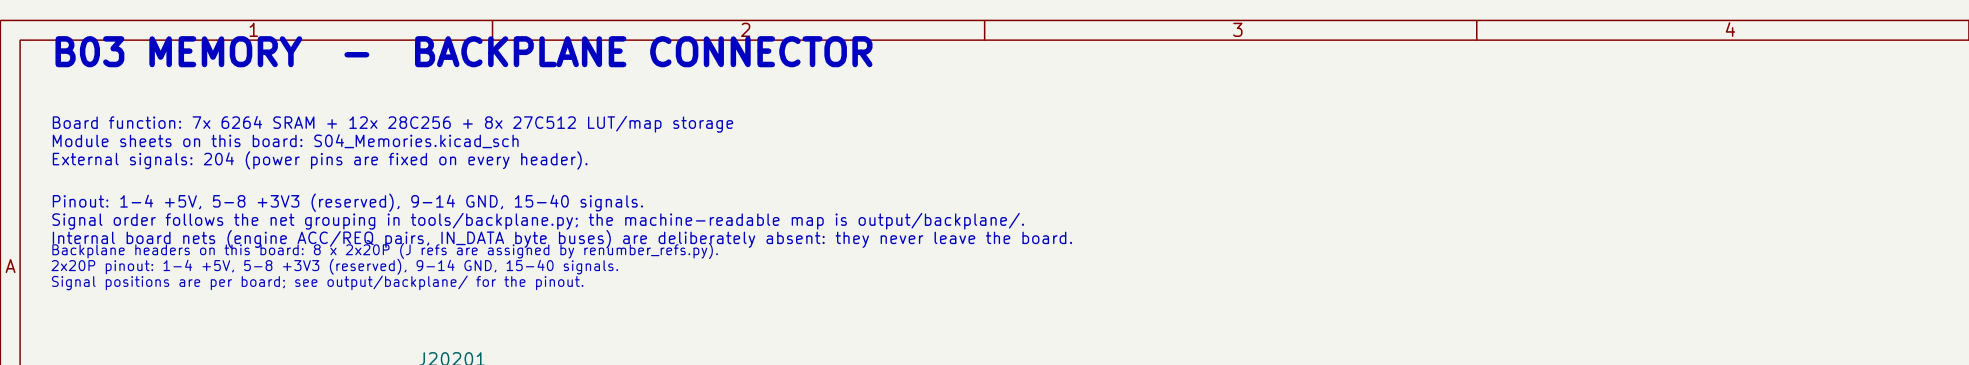 1 2 3 4
B03 MEMORY - BACKPLANE CONNECTOR
Board function: 7x 6264 SRAM + 12x 28C256 + 8x 27C512 LUT/map storage
Module sheets on this board: S04_Memories.kicad_sch
External signals: 204 (power pins are fixed on every header).
Pinout: 1-4 +5V, 5-8 +3V3 (reserved), 9-14 GND, 15-40 signals.
Signal order follows the net grouping in tools/backplane.py; the machine-readable map is output/backplane/.
Internal board nets (engine ACC/REQ pairs, IN_DATA byte buses) are deliberately absent: they never leave the board.
Backplane headers on this board: 8 x 2x20P (J refs are assigned by renumber_refs.py).
A
2x20P pinout: 1-4 +5V, 5-8 +3V3 (reserved), 9-14 GND, 15-40 signals.
Signal positions are per board; see output/backplane/ for the pinout.
J20201